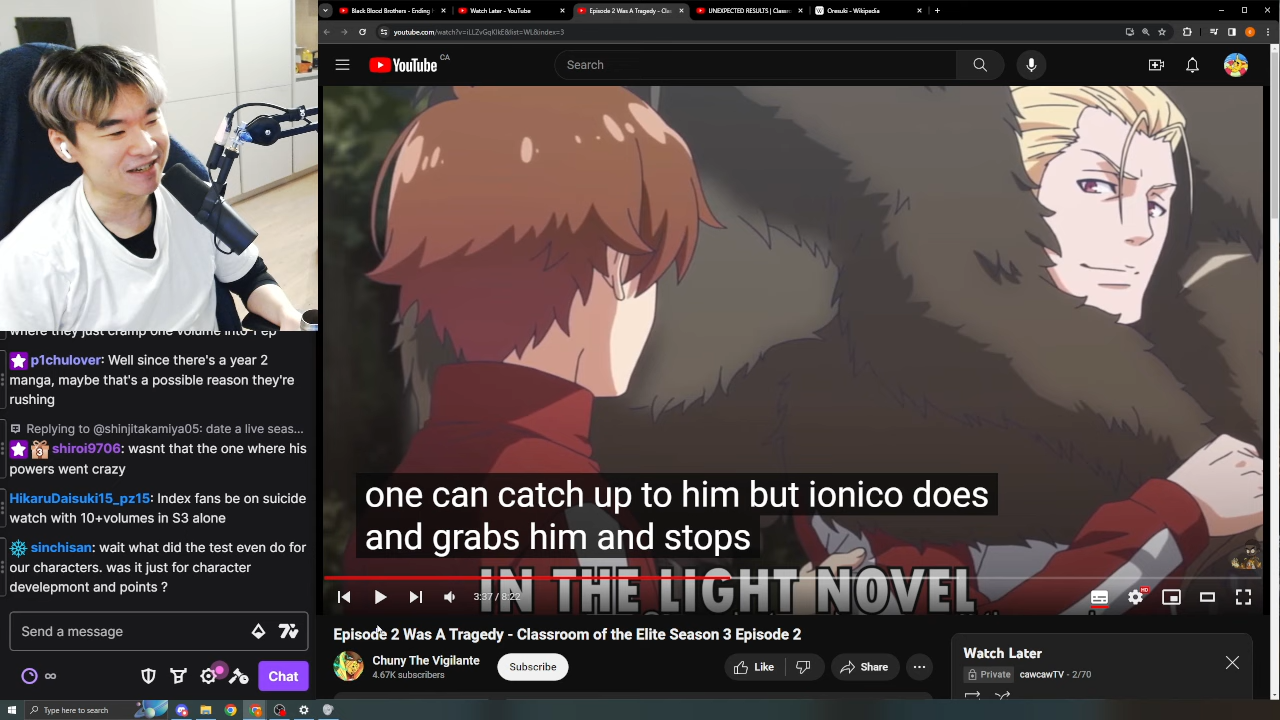 Black Blood Brothers - Ending
Watch Later - YouTube
Episode 2 Was A Tragedy - Cla
UNEXPECTED RESULTS | Classr
Oresuki - Wikipedia
youtube.com/watch?v=iLLZvGqKIkE&list=WL&index=3
YouTube CA
Search
one can catch up to him but ionico does
and grabs him and stops
IN THE LIGHT NOVEL
3:37 / 8:22
HD
Episode 2 Was A Tragedy - Classroom of the Elite Season 3 Episode 2
Chuny The Vigilante
4.67K subscribers
Subscribe
Like
Share
Watch Later
Private cawcawTV - 2/70
where they just cramp one volume into 1 ep
p1chulover: Well since there's a year 2
manga, maybe that's a possible reason they're
rushing
Replying to @shinjitakamiya05: date a live seas...
3 shiroi9706: wasnt that the one where his
powers went crazy
HikaruDaisuki15_pz15: Index fans be on suicide
watch with 10+volumes in S3 alone
sinchisan: wait what did the test even do for
our characters. was it just for character
develepment and points ?
Send a message
Chat
Type here to search